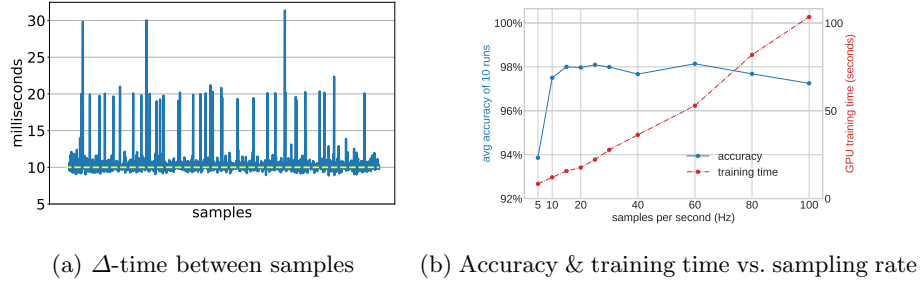 30
25
20
15
10
5
milliseconds
samples
(a) Δ-time between samples
100%
98%
96%
94%
92%
avg accuracy of 10 runs
100
50
0
GPU training time (seconds)
accuracy
training time
5 10 20 40 60 80 100
samples per second (Hz)
(b) Accuracy & training time vs. sampling rate